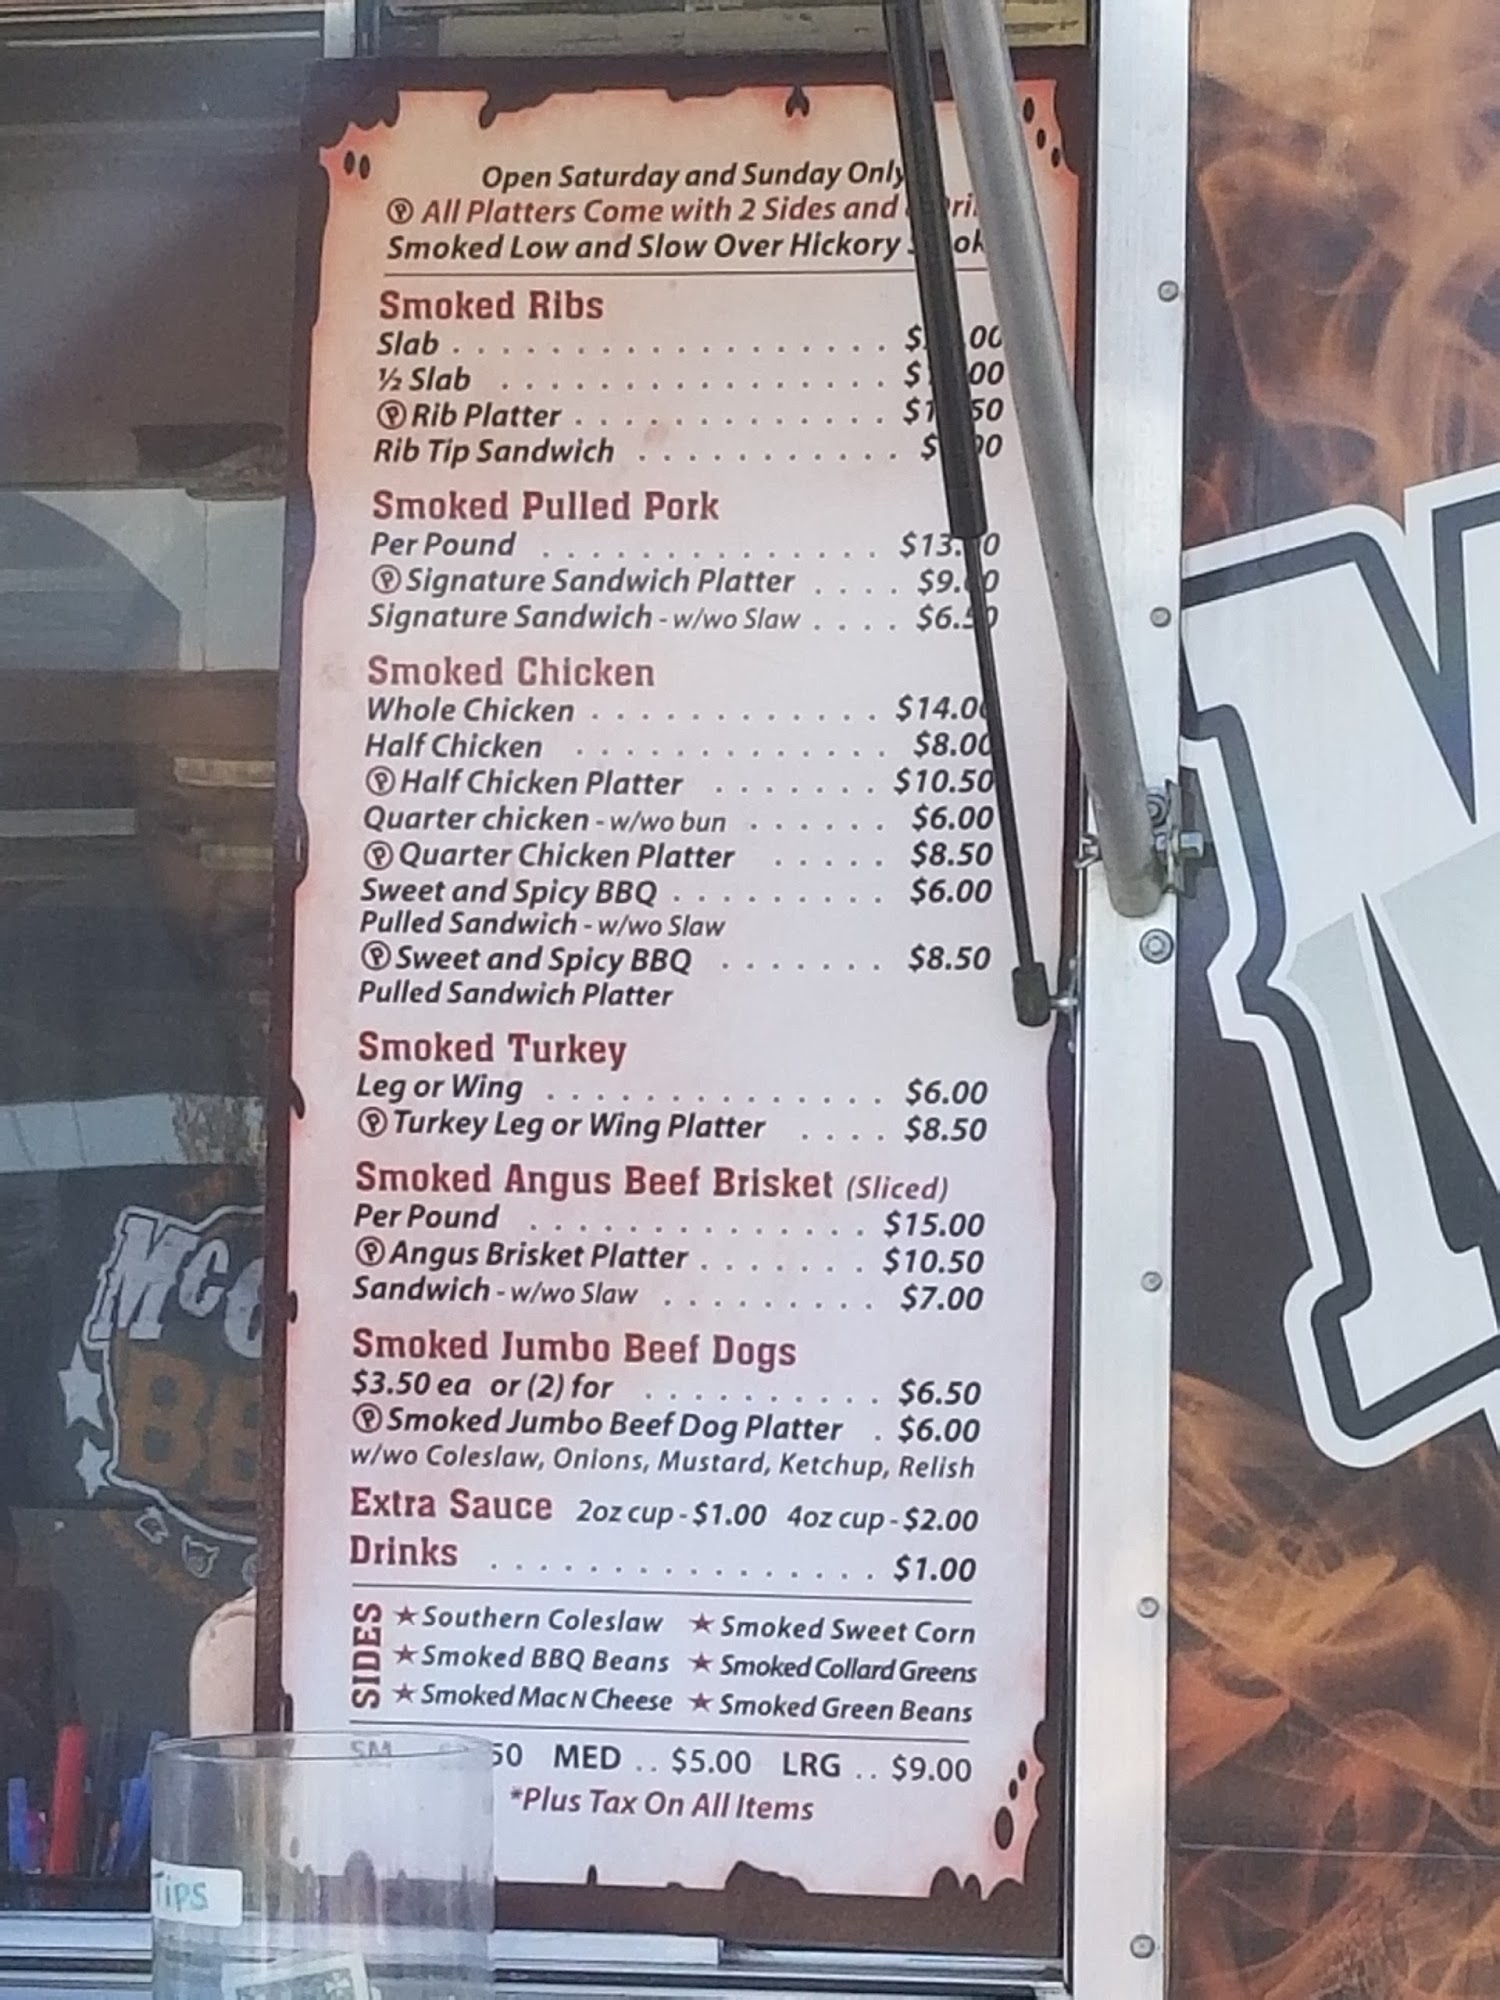 Open Saturday and Sunday Only
Ⓟ All Platters Come with 2 Sides and
Smoked Low and Slow Over Hickory
Smoked Ribs
Slab
½ Slab
Ⓟ Rib Platter
Rib Tip Sandwich
Smoked Pulled Pork
Per Pound
Ⓟ Signature Sandwich Platter
Signature Sandwich - w/wo Slaw . . . . $6.50
Smoked Chicken
Whole Chicken . . . . . . . . . . . . $14.00
Half Chicken . . . . . . . . . . . . . $8.00
Ⓟ Half Chicken Platter . . . . . . . $10.50
Quarter chicken - w/wo bun . . . . . . $6.00
Ⓟ Quarter Chicken Platter . . . . . $8.50
Sweet and Spicy BBQ . . . . . . . . . $6.00
Pulled Sandwich - w/wo Slaw
Ⓟ Sweet and Spicy BBQ . . . . . . . $8.50
Pulled Sandwich Platter
Smoked Turkey
Leg or Wing . . . . . . . . . . . . . . $6.00
Ⓟ Turkey Leg or Wing Platter . . . . $8.50
Smoked Angus Beef Brisket (Sliced)
Per Pound . . . . . . . . . . . . . . $15.00
Ⓟ Angus Brisket Platter . . . . . . . $10.50
Sandwich - w/wo Slaw . . . . . . . . . $7.00
Smoked Jumbo Beef Dogs
$3.50 ea or (2) for . . . . . . . . . . $6.50
Ⓟ Smoked Jumbo Beef Dog Platter . $6.00
w/wo Coleslaw, Onions, Mustard, Ketchup, Relish
Extra Sauce 2oz cup - $1.00 4oz cup - $2.00
Drinks . . . . . . . . . . . . . . . . $1.00
SIDES
★ Southern Coleslaw ★ Smoked Sweet Corn
★ Smoked BBQ Beans ★ Smoked Collard Greens
★ Smoked Mac N Cheese ★ Smoked Green Beans
SM MED .. $5.00 LRG .. $9.00
*Plus Tax On All Items
Tips